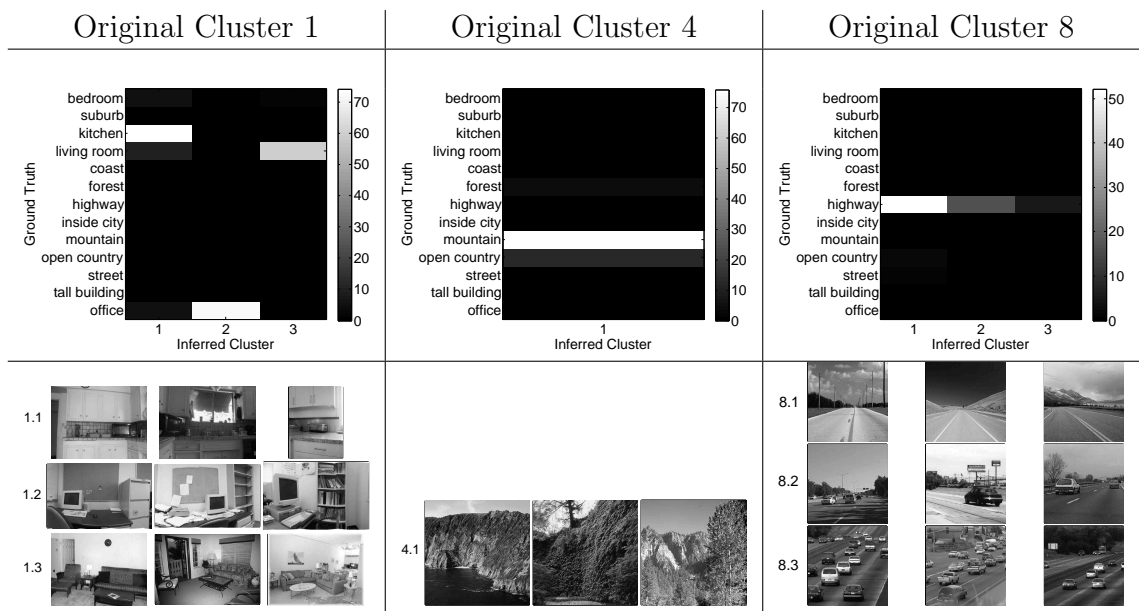 Original Cluster 1
Original Cluster 4
Original Cluster 8
bedroom
suburb
kitchen
living room
coast
forest
highway
inside city
mountain
open country
street
tall building
office
Ground Truth
1 2 3
Inferred Cluster
70
60
50
40
30
20
10
0
bedroom
suburb
kitchen
living room
coast
forest
highway
inside city
mountain
open country
street
tall building
office
Ground Truth
1
Inferred Cluster
70
60
50
40
30
20
10
0
bedroom
suburb
kitchen
living room
coast
forest
highway
inside city
mountain
open country
street
tall building
office
Ground Truth
1 2 3
Inferred Cluster
50
40
30
20
10
0
1.1
1.2
1.3
4.1
8.1
8.2
8.3